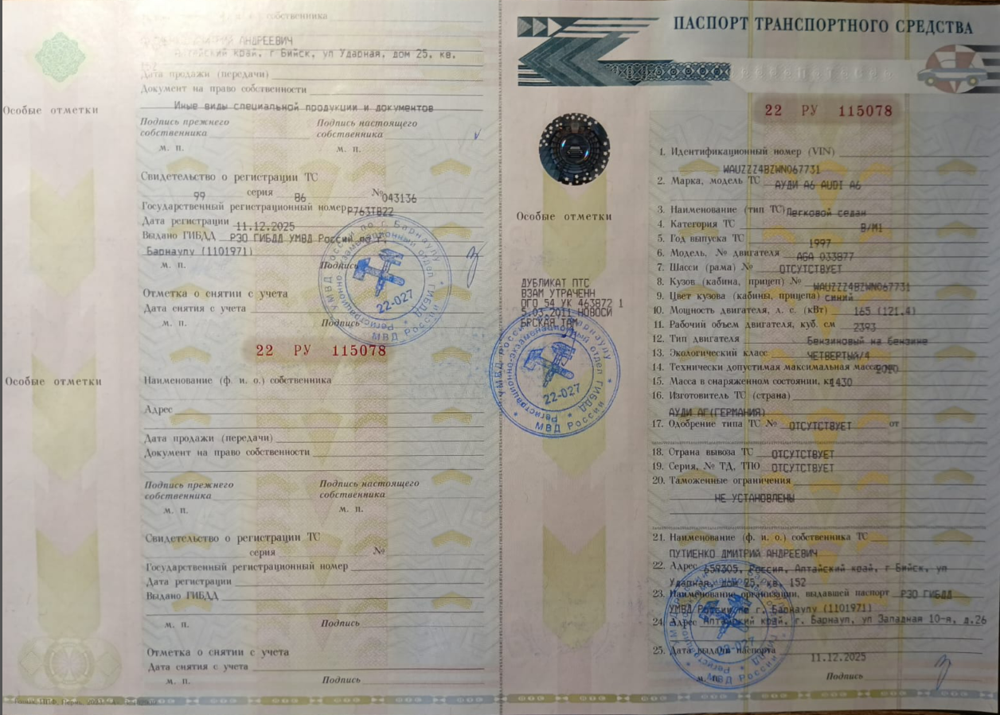 собственника
ДМИТРИЙ АНДРЕЕВИЧ
Алтайский край, г Бийск, ул Ударная, дом 25, кв.
Дата продажи (передачи)
Документ на право собственности
Иные виды специальной продукции и документов
Особые отметки
Подпись прежнего собственника
Подпись настоящего собственника
м. п.
м. п.
Свидетельство о регистрации ТС
99 серия 86 № 043136
Государственный регистрационный номер Р763ТВ22
Дата регистрации 11.12.2025
Выдано ГИБДД РЭО ГИБДД УМВД России по г.
Барнаулу (1101971)
м. п.
Подпись
Отметка о снятии с учета
Дата снятия с учета
м. п.
Подпись
22 РУ 115078
Особые отметки
Наименование (ф. и. о.) собственника
Адрес
Дата продажи (передачи)
Документ на право собственности
Подпись прежнего собственника
Подпись настоящего собственника
м. п.
м. п.
Свидетельство о регистрации ТС
серия №
Государственный регистрационный номер
Дата регистрации
Выдано ГИБДД
м. п.
Подпись
Отметка о снятии с учета
Дата снятия с учета
м. п.
Подпись
ПАСПОРТ ТРАНСПОРТНОГО СРЕДСТВА
22 РУ 115078
Особые отметки
ДУБЛИКАТ ПТС
ВЗАМ УТРАЧЕНН
ОГО 54 УК 463872 1
5.03.2011 НОВОСИ
БРСКАЯ ТАМ
1. Идентификационный номер (VIN)
WAUZZZ4BZWN067731
2. Марка, модель ТС АУДИ А6 AUDI A6
3. Наименование (тип ТС) Легковой седан
4. Категория ТС B/M1
5. Год выпуска ТС 1997
6. Модель, № двигателя AGA 033877
7. Шасси (рама) № ОТСУТСТВУЕТ
8. Кузов (кабина, прицеп) № WAUZZZ4BZWN067731
9. Цвет кузова (кабины, прицепа) синий
10. Мощность двигателя, л. с. (кВт) 165 (121.4)
11. Рабочий объем двигателя, куб. см 2393
12. Тип двигателя Бензиновый на бензине
13. Экологический класс ЧЕТВЕРТЫЙ/4
14. Технически допустимая максимальная масса
15. Масса в снаряженном состоянии, кг 1430
16. Изготовитель ТС (страна)
АУДИ АГ(ГЕРМАНИЯ)
17. Одобрение типа ТС № ОТСУТСТВУЕТ от
18. Страна вывоза ТС ОТСУТСТВУЕТ
19. Серия, № ТД, ТПО ОТСУТСТВУЕТ
20. Таможенные ограничения
НЕ УСТАНОВЛЕНЫ
21. Наименование (ф. и. о.) собственника ТС
ПУТИЕНКО ДМИТРИЙ АНДРЕЕВИЧ
22. Адрес 659305, Россия, Алтайский край, г Бийск, ул
Ударная, дом 25, кв. 152
23. Наименование организации, выдавшей паспорт РЭО ГИБДД
УМВД России по г. Барнаулу (1101971)
24. Адрес Алтайский край, г. Барнаул, ул Западная 10-я, д.26
25. Дата выдачи паспорта
11.12.2025
м. п.
Подпись
УМВД России по г. Барнаулу
Регистрационно-экзаменационный отдел ГИБДД
МВД России
22-027